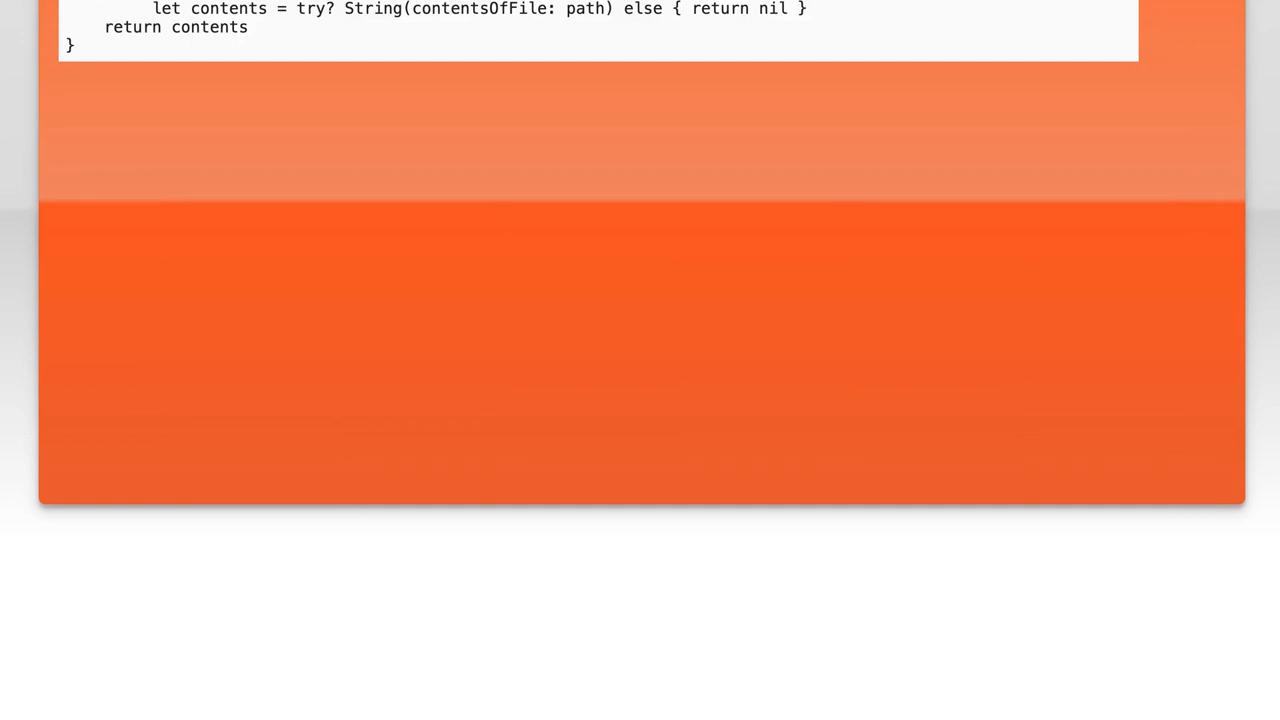 let contents = try? String(contentsOfFile: path) else { return nil }
return contents
}